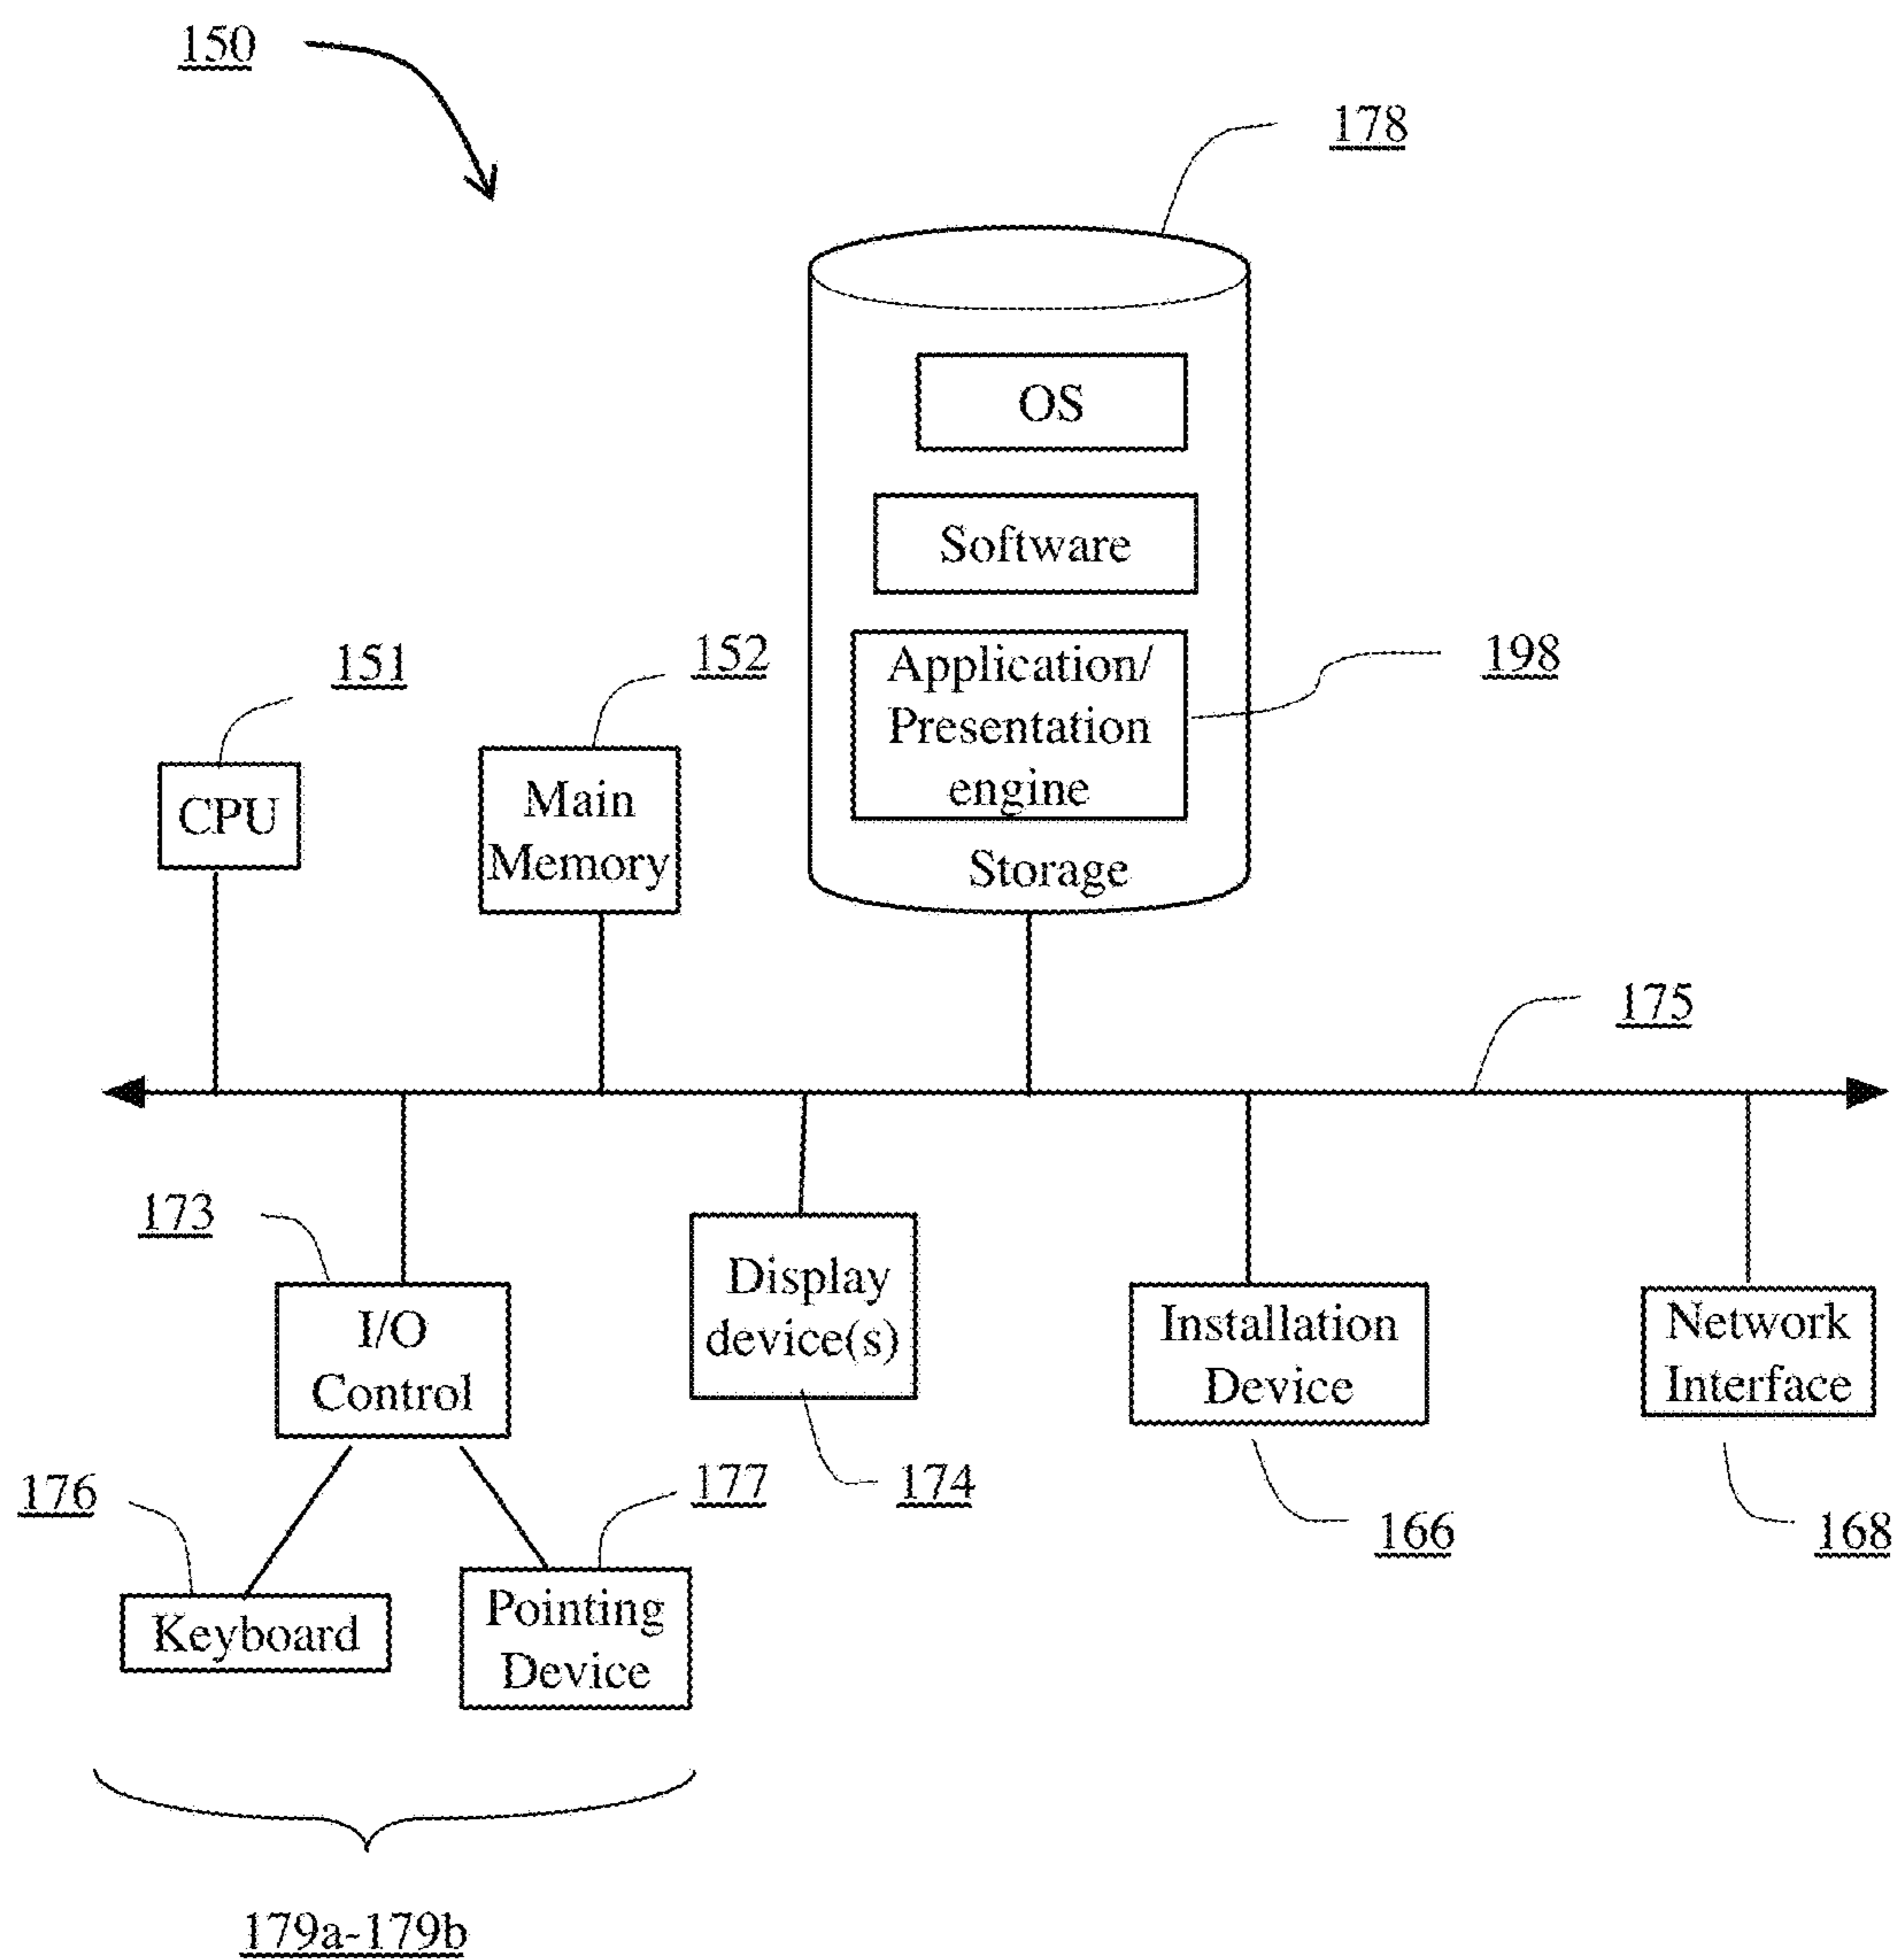 150
178
OS
Software
Application/
Presentation
engine
Storage
198
151
CPU
152
Main
Memory
175
173
I/O
Control
Display
device(s)
174
Installation
Device
166
Network
Interface
168
176
Keyboard
177
Pointing
Device
179a-179b